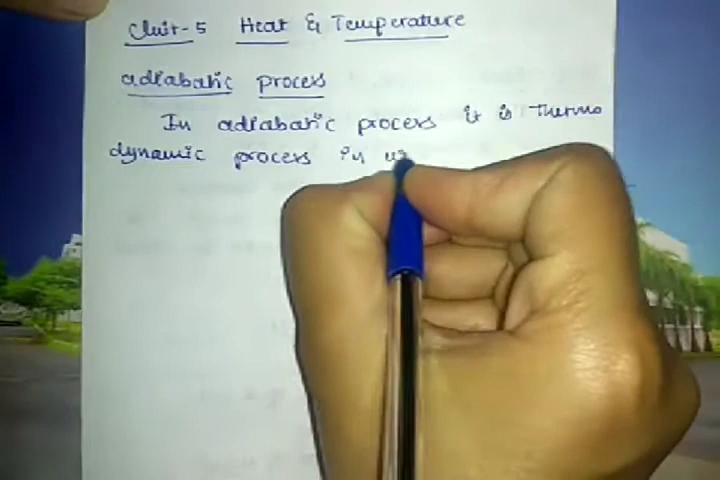 Unit-5 Heat & Temperature
adiabatic process
In adiabatic process it is Thermo
dynamic process in